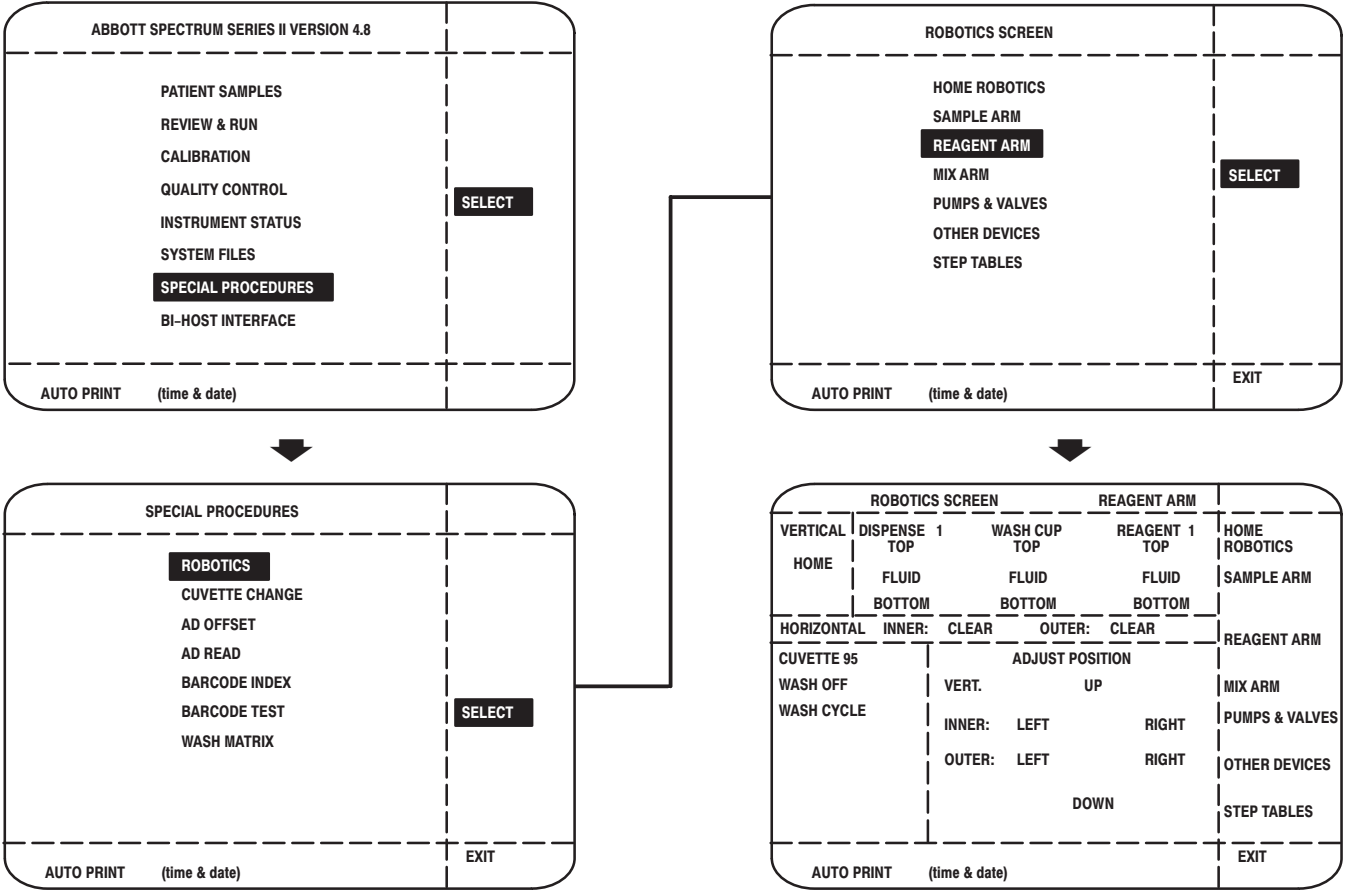 ABBOTT SPECTRUM SERIES II VERSION 4.8
PATIENT SAMPLES
REVIEW & RUN
CALIBRATION
QUALITY CONTROL
INSTRUMENT STATUS
SYSTEM FILES
SPECIAL PROCEDURES
BI–HOST INTERFACE
SELECT
AUTO PRINT (time & date)
SPECIAL PROCEDURES
ROBOTICS
CUVETTE CHANGE
AD OFFSET
AD READ
BARCODE INDEX
BARCODE TEST
WASH MATRIX
SELECT
EXIT
AUTO PRINT (time & date)
ROBOTICS SCREEN
HOME ROBOTICS
SAMPLE ARM
REAGENT ARM
MIX ARM
PUMPS & VALVES
OTHER DEVICES
STEP TABLES
SELECT
EXIT
AUTO PRINT (time & date)
ROBOTICS SCREEN REAGENT ARM
VERTICAL DISPENSE 1 WASH CUP REAGENT 1
TOP TOP TOP
HOME
FLUID FLUID FLUID
BOTTOM BOTTOM BOTTOM
HORIZONTAL INNER: CLEAR OUTER: CLEAR
CUVETTE 95
WASH OFF
WASH CYCLE
ADJUST POSITION
VERT. UP
INNER: LEFT RIGHT
OUTER: LEFT RIGHT
DOWN
HOME
ROBOTICS
SAMPLE ARM
REAGENT ARM
MIX ARM
PUMPS & VALVES
OTHER DEVICES
STEP TABLES
EXIT
AUTO PRINT (time & date)